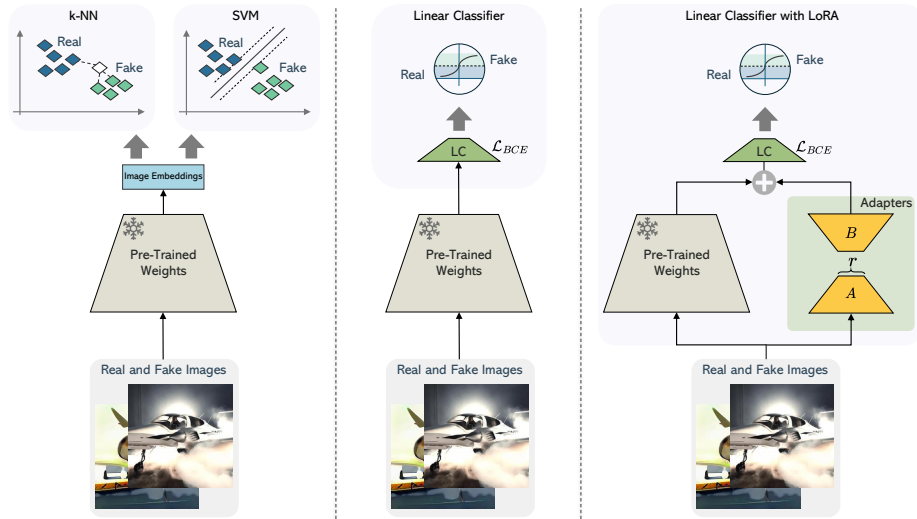 k-NN
Real
Fake
SVM
Real
Fake
Image Embeddings
Pre-Trained
Weights
Real and Fake Images
Linear Classifier
Real
Fake
LC
ℒ_BCE
Pre-Trained
Weights
Real and Fake Images
Linear Classifier with LoRA
Real
Fake
LC
ℒ_BCE
Pre-Trained
Weights
Adapters
B
r
A
Real and Fake Images